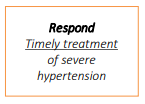 Respond
Timely treatment
of severe
hypertension